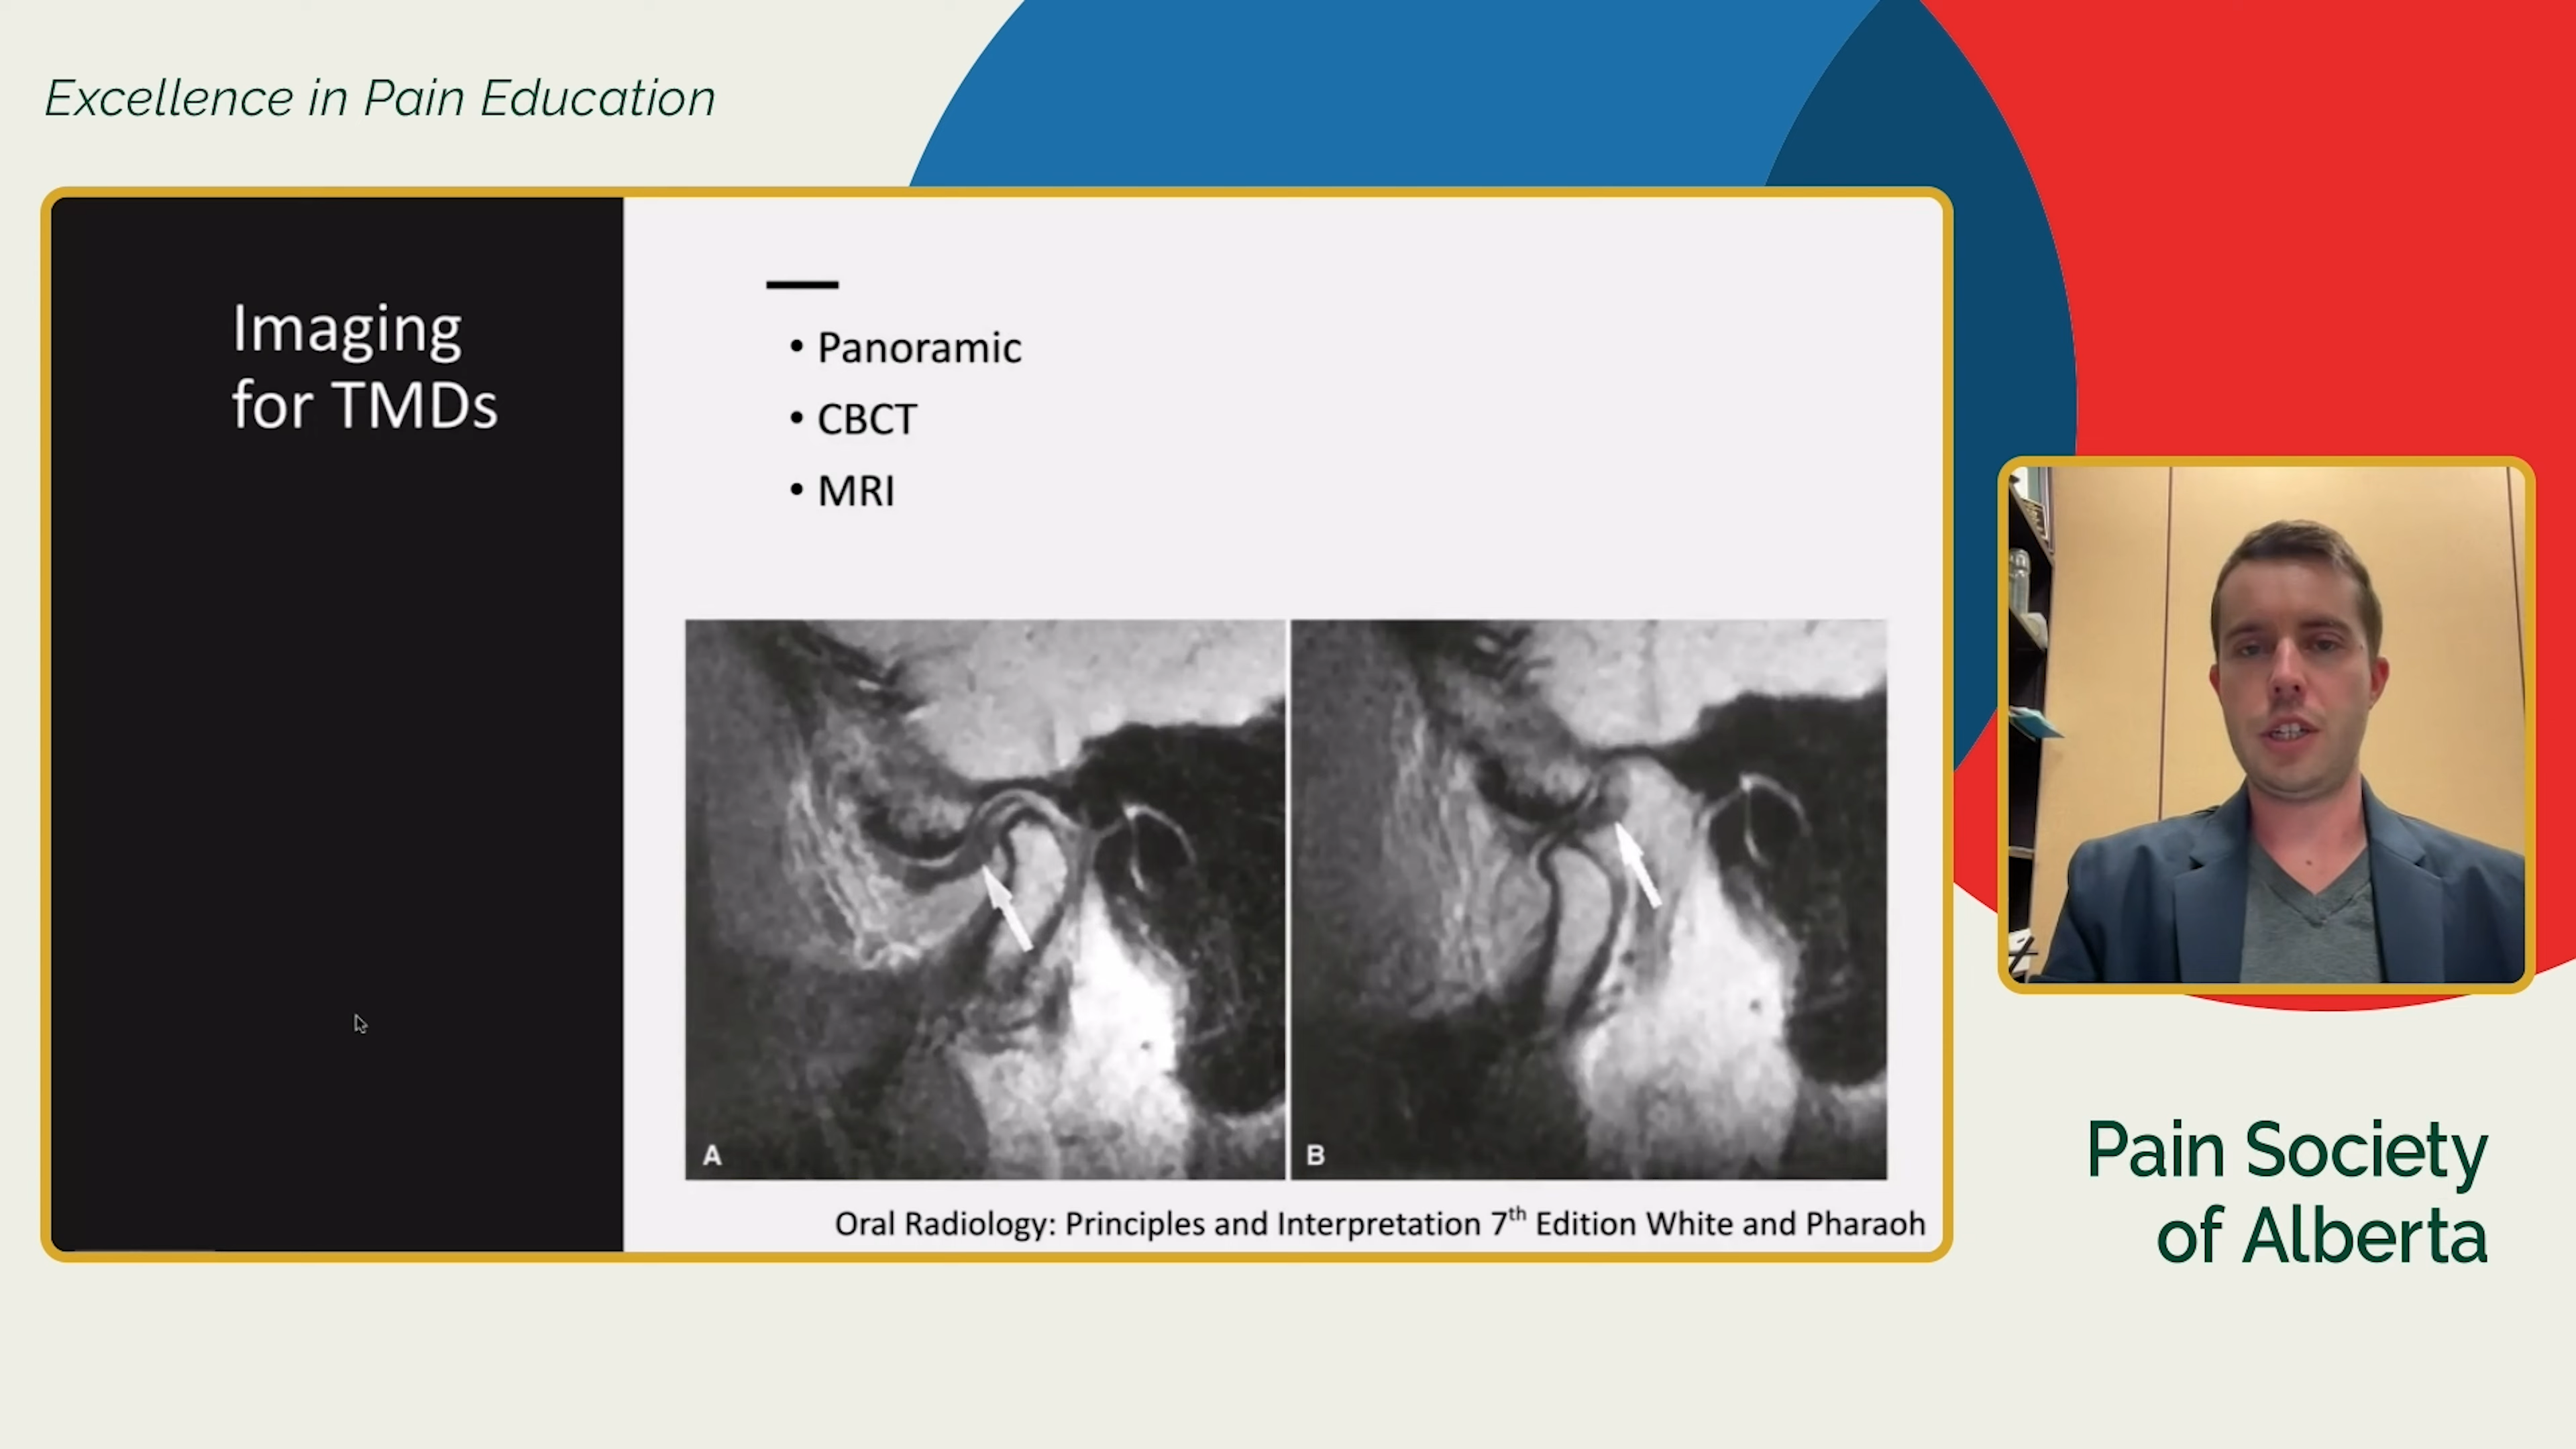 Excellence in Pain Education
Imaging
for TMDs
• Panoramic
• CBCT
• MRI
A
B
Oral Radiology: Principles and Interpretation 7th Edition White and Pharaoh
Pain Society
of Alberta